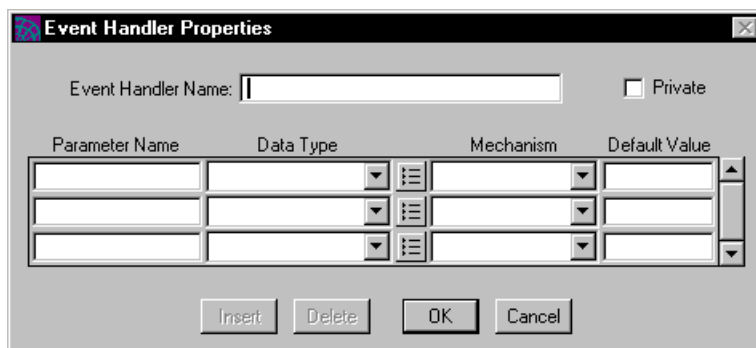 Event Handler Properties
Event Handler Name: Private
Parameter Name Data Type Mechanism Default Value
Insert Delete OK Cancel